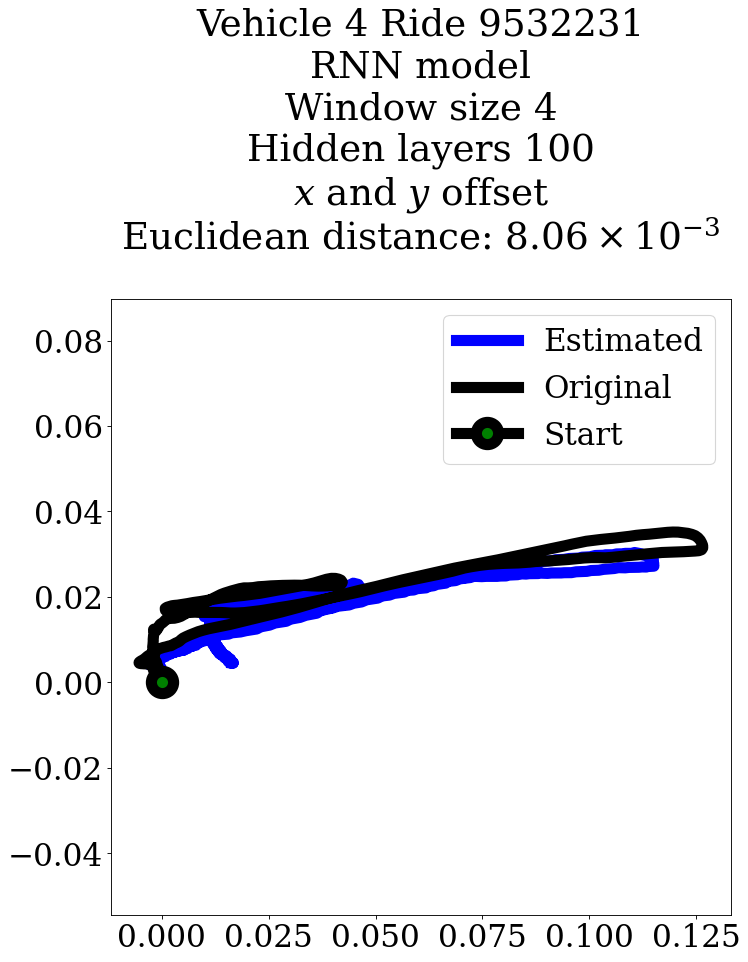 Vehicle 4 Ride 9532231
RNN model
Window size 4
Hidden layers 100
x and y offset
Euclidean distance: 8.06 × 10⁻³
Estimated
Original
Start
0.08
0.06
0.04
0.02
0.00
−0.02
−0.04
0.000 0.025 0.050 0.075 0.100 0.125